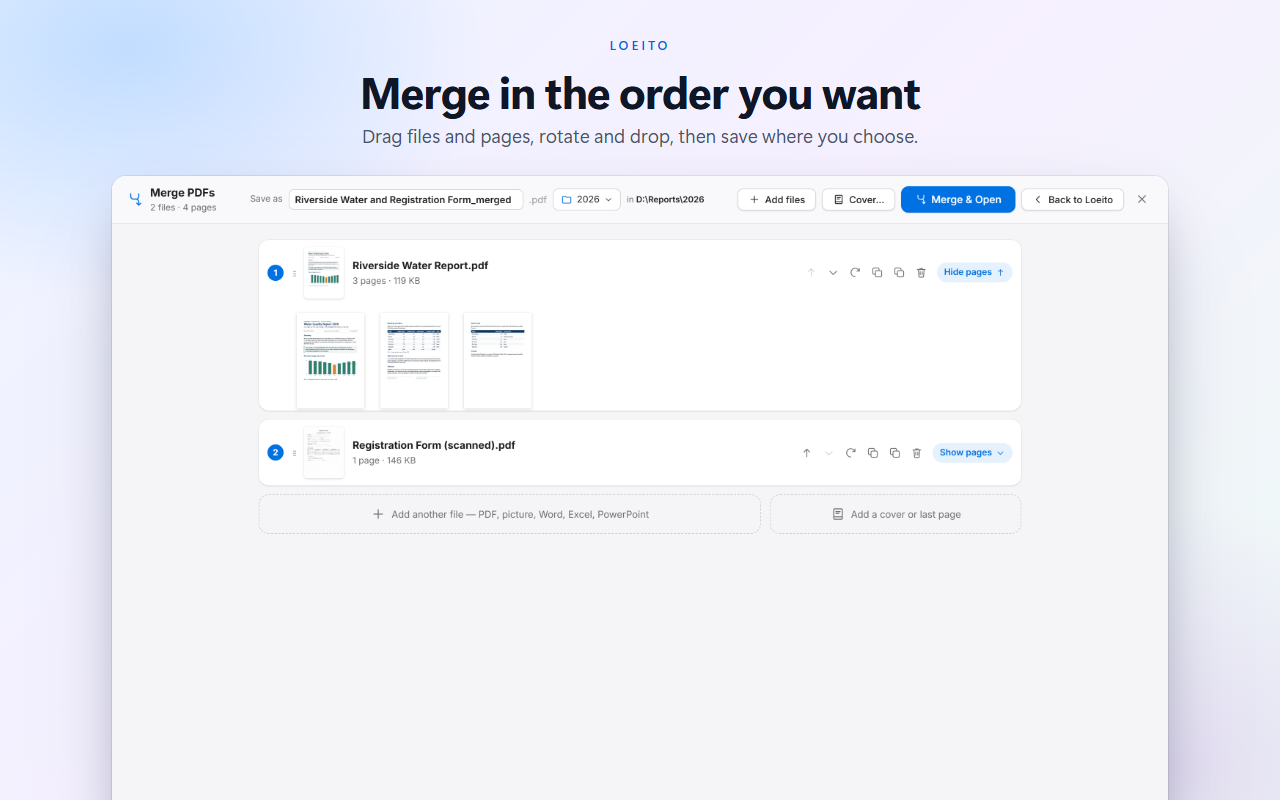 LOEITO
Merge in the order you want
Drag files and pages, rotate and drop, then save where you choose.
Merge PDFs
2 files · 4 pages
Save as
Riverside Water and Registration Form_merged
.pdf
2026
in D:\Reports\2026
Add files
Cover...
Merge & Open
Back to Loeito
1
Riverside Water Report.pdf
3 pages · 119 KB
Hide pages
2
Registration Form (scanned).pdf
1 page · 146 KB
Show pages
Add another file — PDF, picture, Word, Excel, PowerPoint
Add a cover or last page